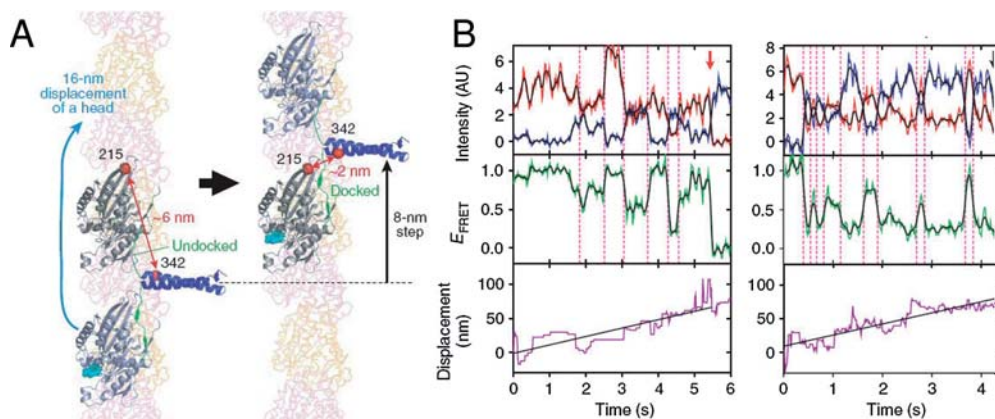 A
16-nm
displacement
of a head
215
342
~6 nm
Undocked
342
215
~2 nm
Docked
8-nm
step
B
Intensity (AU)
6
4
2
0
8
6
4
2
0
E FRET
1.0
0.5
0.0
1.0
0.5
0.0
Displacement
(nm)
100
50
0
100
50
0
0 1 2 3 4 5 6
Time (s)
0 1 2 3 4
Time (s)